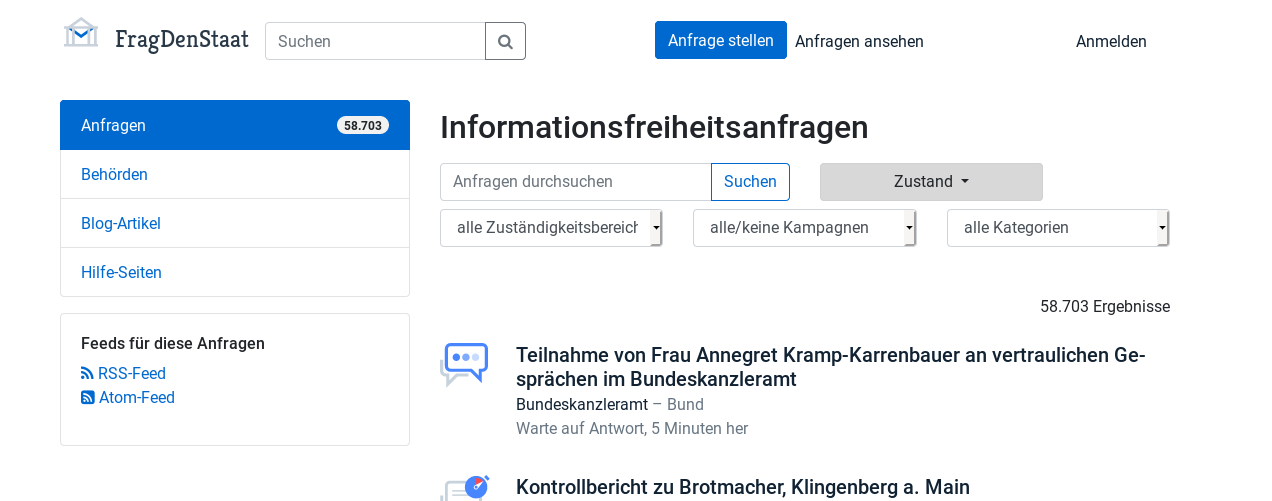 FragDenStaat
Suchen
Anfrage stellen
Anfragen ansehen
Anmelden
Anfragen
58.703
Behörden
Blog-Artikel
Hilfe-Seiten
Feeds für diese Anfragen
RSS-Feed
Atom-Feed
Informationsfreiheitsanfragen
Anfragen durchsuchen
Suchen
Zustand
alle Zuständigkeitsbereich
alle/keine Kampagnen
alle Kategorien
58.703 Ergebnisse
Teilnahme von Frau Annegret Kramp-Karrenbauer an vertraulichen Ge-
sprächen im Bundeskanzleramt
Bundeskanzleramt – Bund
Warte auf Antwort, 5 Minuten her
Kontrollbericht zu Brotmacher, Klingenberg a. Main